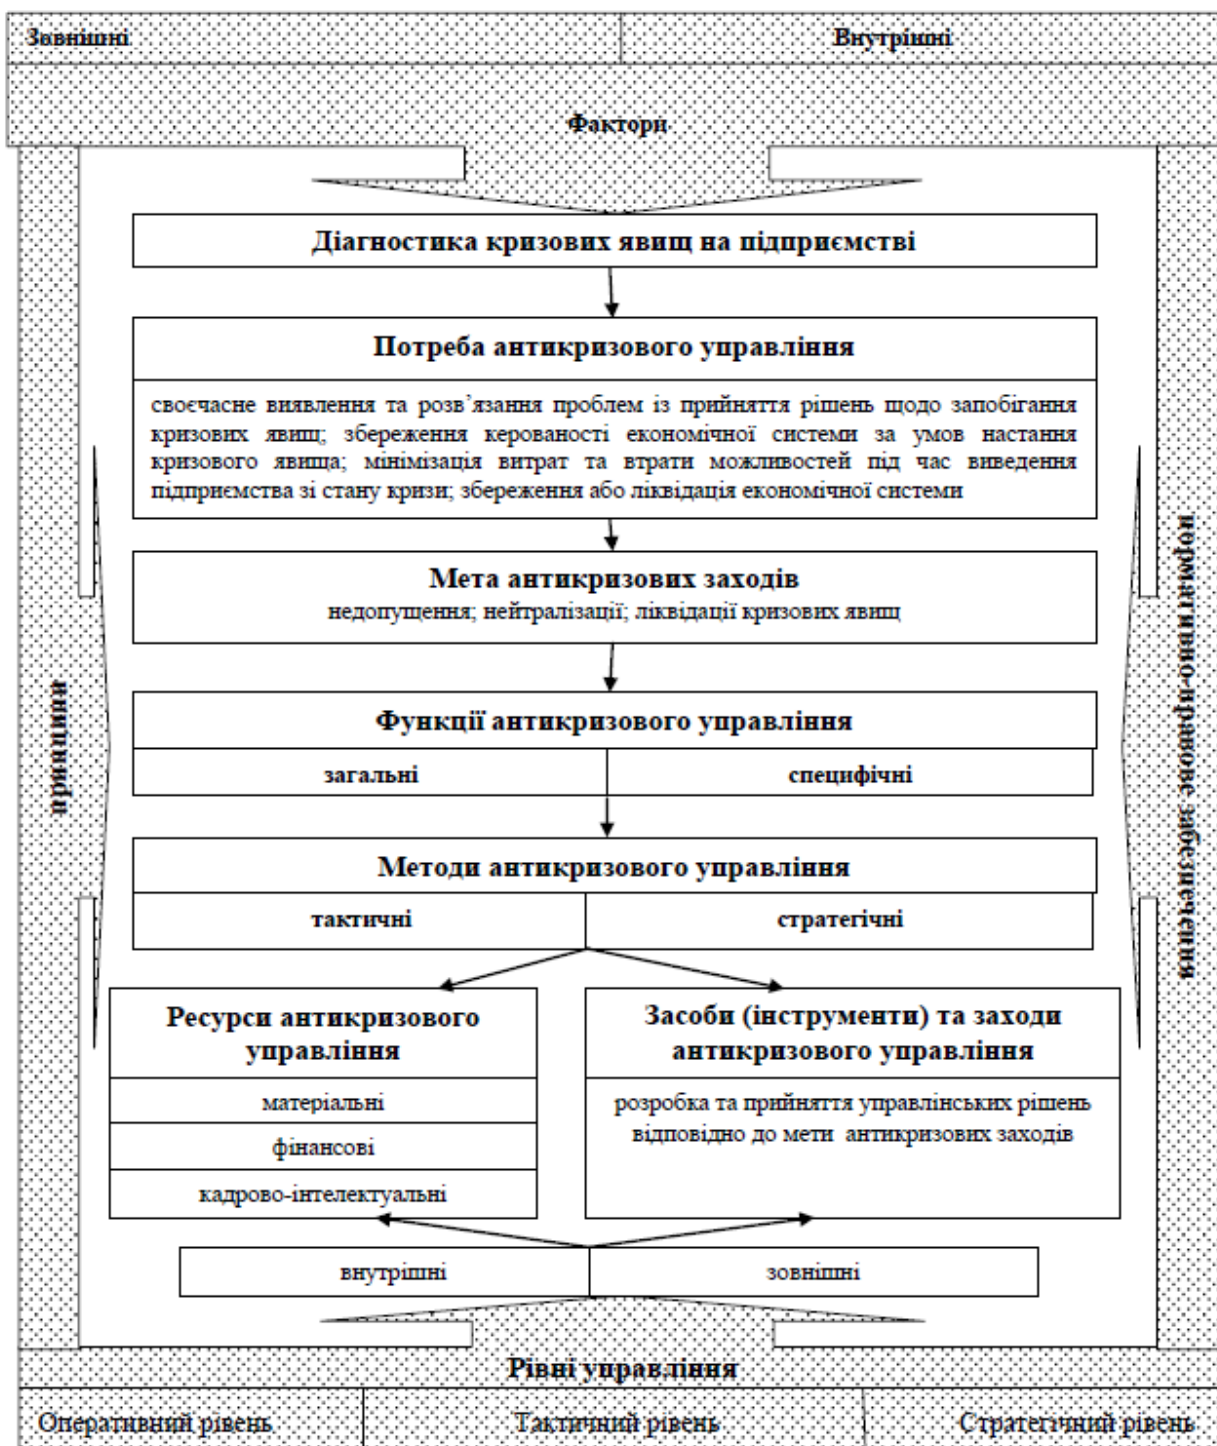 Зовнішні
Внутрішні
Фактори
Діагностика кризових явищ на підприємстві
Потреба антикризового управління
своєчасне виявлення та розв’язання проблем із прийняття рішень щодо запобігання
кризових явищ; збереження керованості економічної системи за умов настання
кризового явища; мінімізація витрат та втрати можливостей під час виведення
підприємства зі стану кризи; збереження або ліквідація економічної системи
Мета антикризових заходів
недопущення; нейтралізації; ліквідації кризових явищ
Функції антикризового управління
загальні
специфічні
принципи
нормативно-правове забезпечення
Методи антикризового управління
тактичні
стратегічні
Ресурси антикризового
управління
матеріальні
фінансові
кадрово-інтелектуальні
Засоби (інструменти) та заходи
антикризового управління
розробка та прийняття управлінських рішень
відповідно до мети антикризових заходів
внутрішні
зовнішні
Рівні управління
Оперативний рівень
Тактичний рівень
Стратегічний рівень